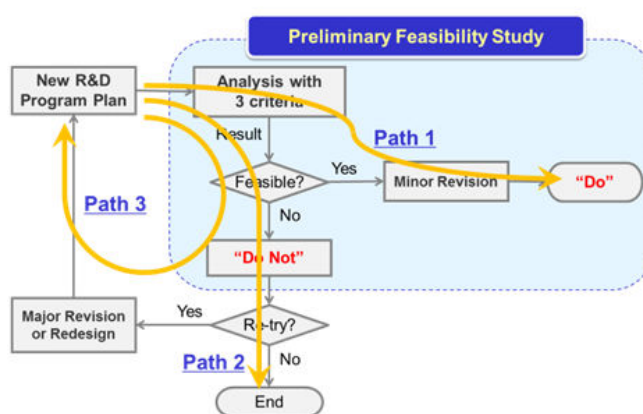 Preliminary Feasibility Study
New R&D
Program Plan
Analysis with
3 criteria
Result
Path 1
Feasible?
Yes
Minor Revision
“Do”
Path 3
No
“Do Not”
Major Revision
or Redesign
Yes
Re-try?
Path 2
No
End